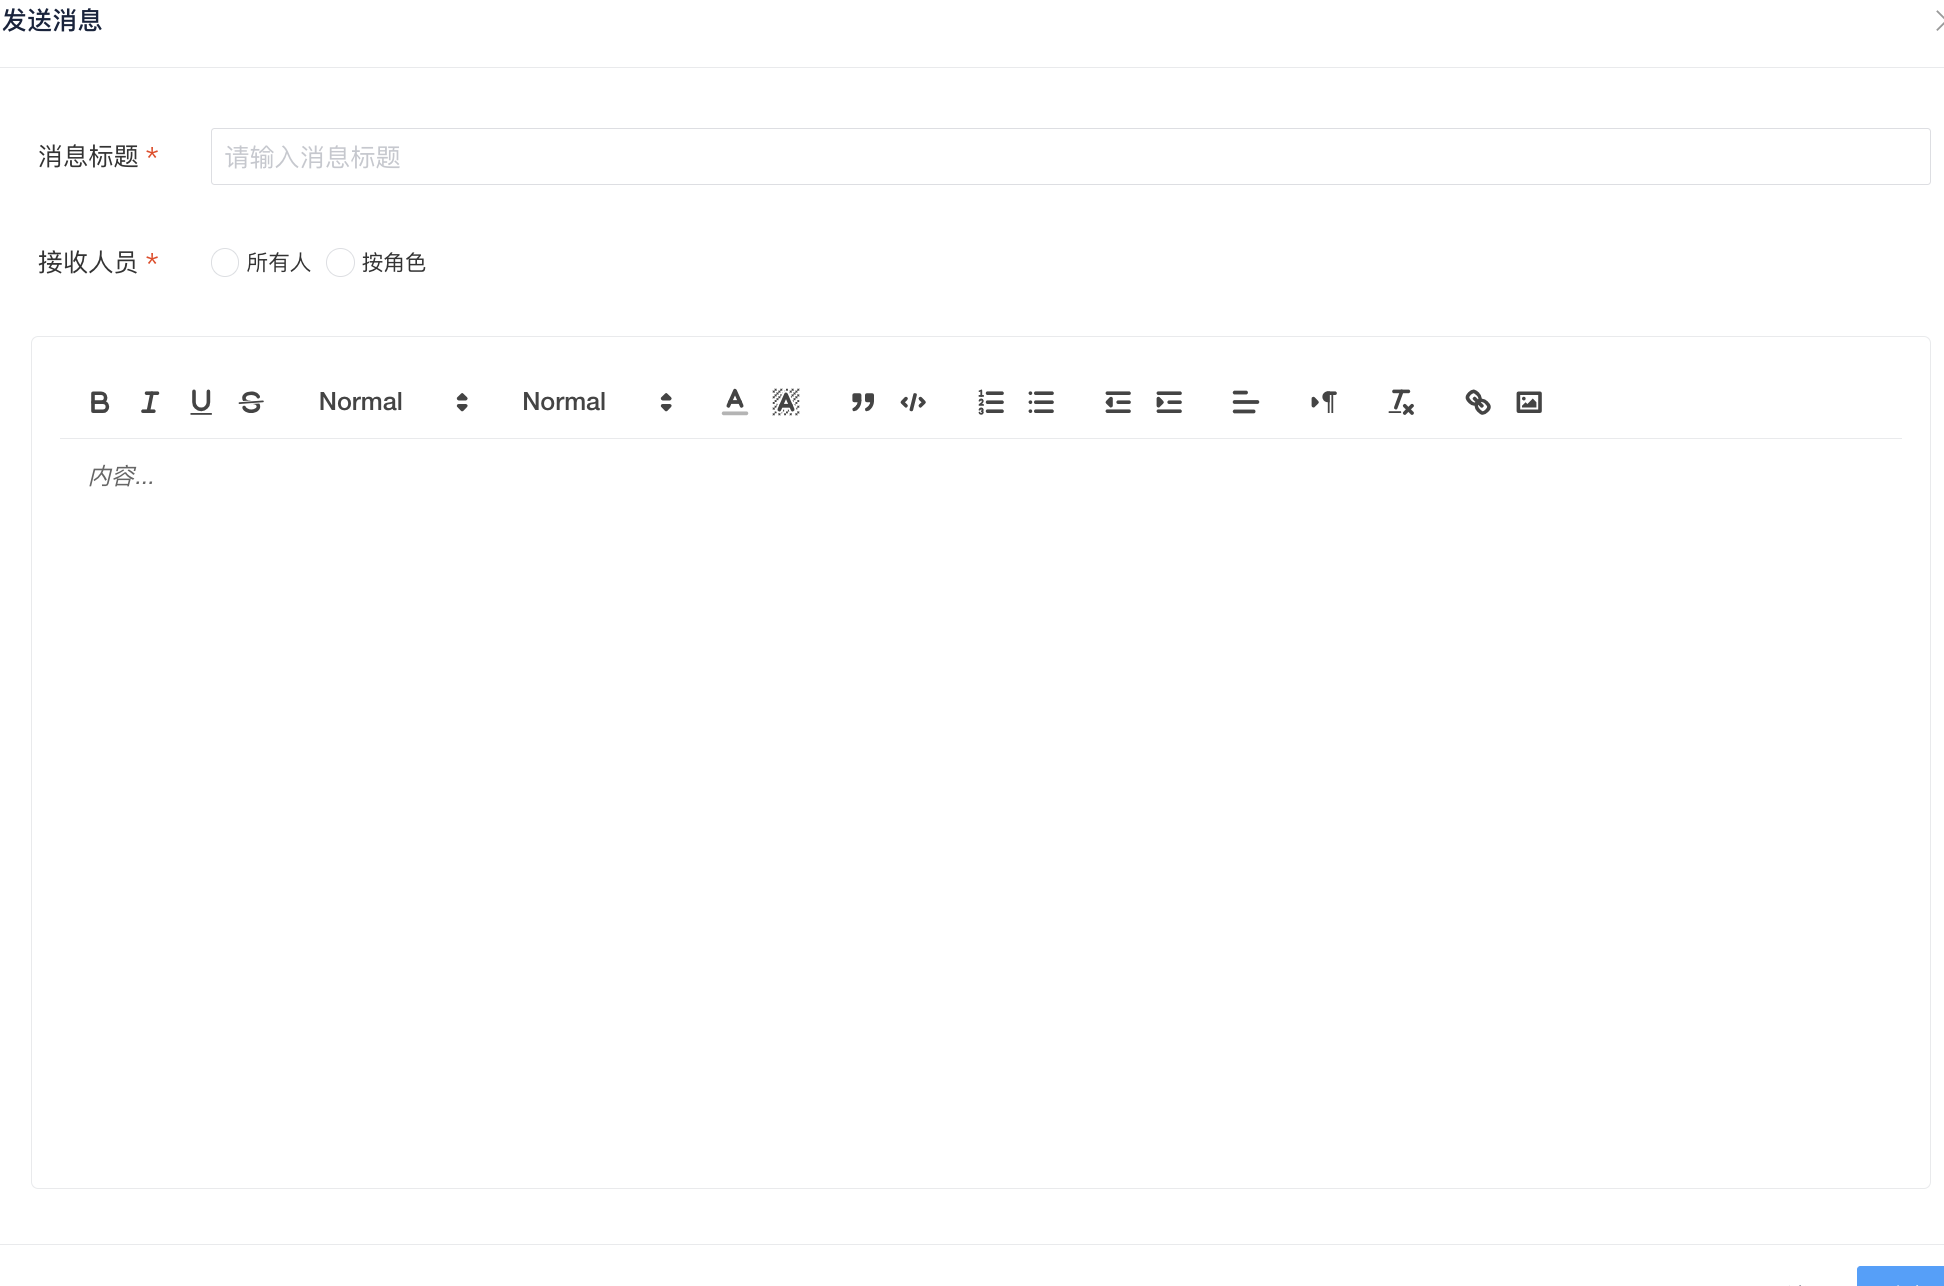 发送消息
消息标题 *
请输入消息标题
接收人员 *
所有人 按角色
Normal Normal
内容...